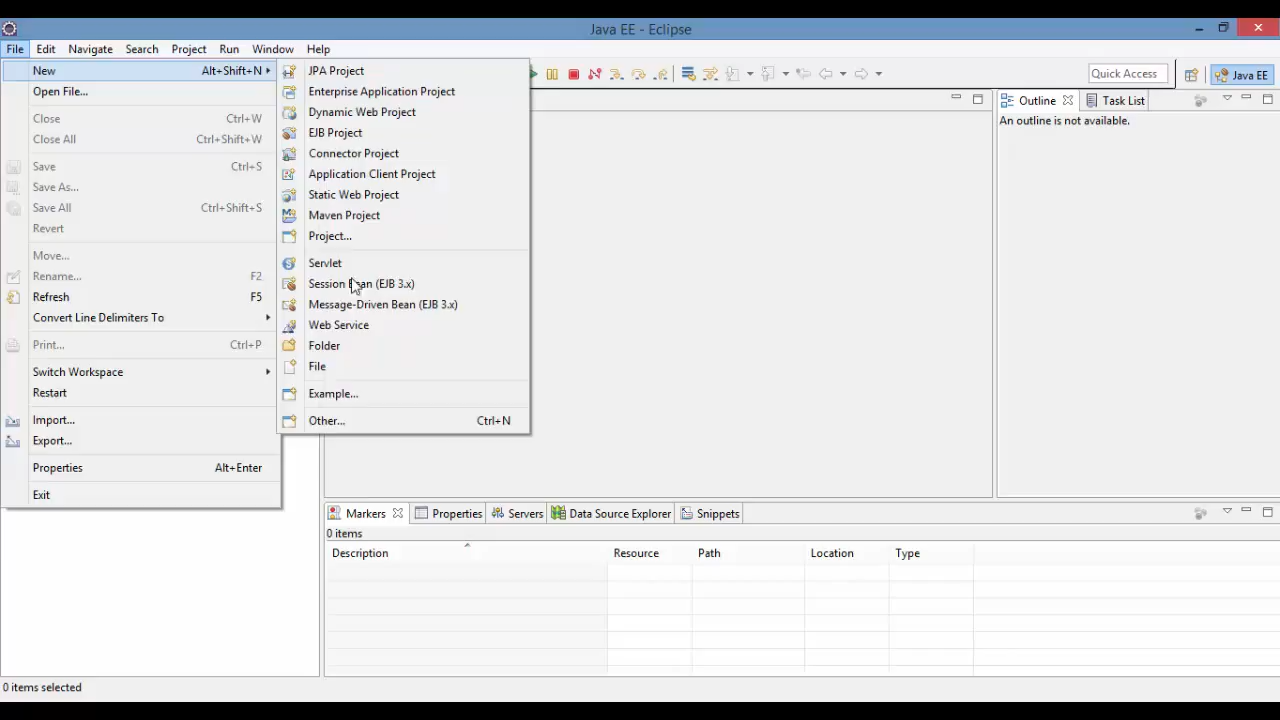 Java EE - Eclipse
File Edit Navigate Search Project Run Window Help
New Alt+Shift+N
Open File...
Close Ctrl+W
Close All Ctrl+Shift+W
Save Ctrl+S
Save As...
Save All Ctrl+Shift+S
Revert
Move...
Rename... F2
Refresh F5
Convert Line Delimiters To
Print... Ctrl+P
Switch Workspace
Restart
Import...
Export...
Properties Alt+Enter
Exit
JPA Project
Enterprise Application Project
Dynamic Web Project
EJB Project
Connector Project
Application Client Project
Static Web Project
Maven Project
Project...
Servlet
Session Bean (EJB 3.x)
Message-Driven Bean (EJB 3.x)
Web Service
Folder
File
Example...
Other... Ctrl+N
Quick Access Java EE
Outline Task List
An outline is not available.
Markers Properties Servers Data Source Explorer Snippets
0 items
Description Resource Path Location Type
0 items selected